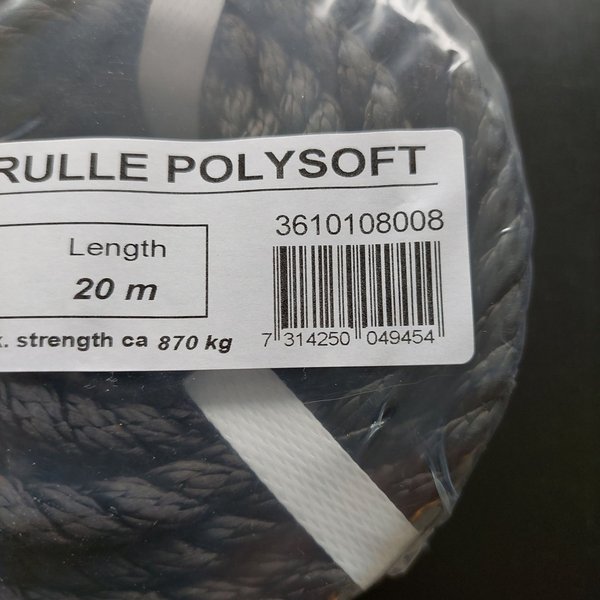 RULLE POLYSOFT
3610108008
Length
20 m
7 314250 049454
strength ca 870 kg